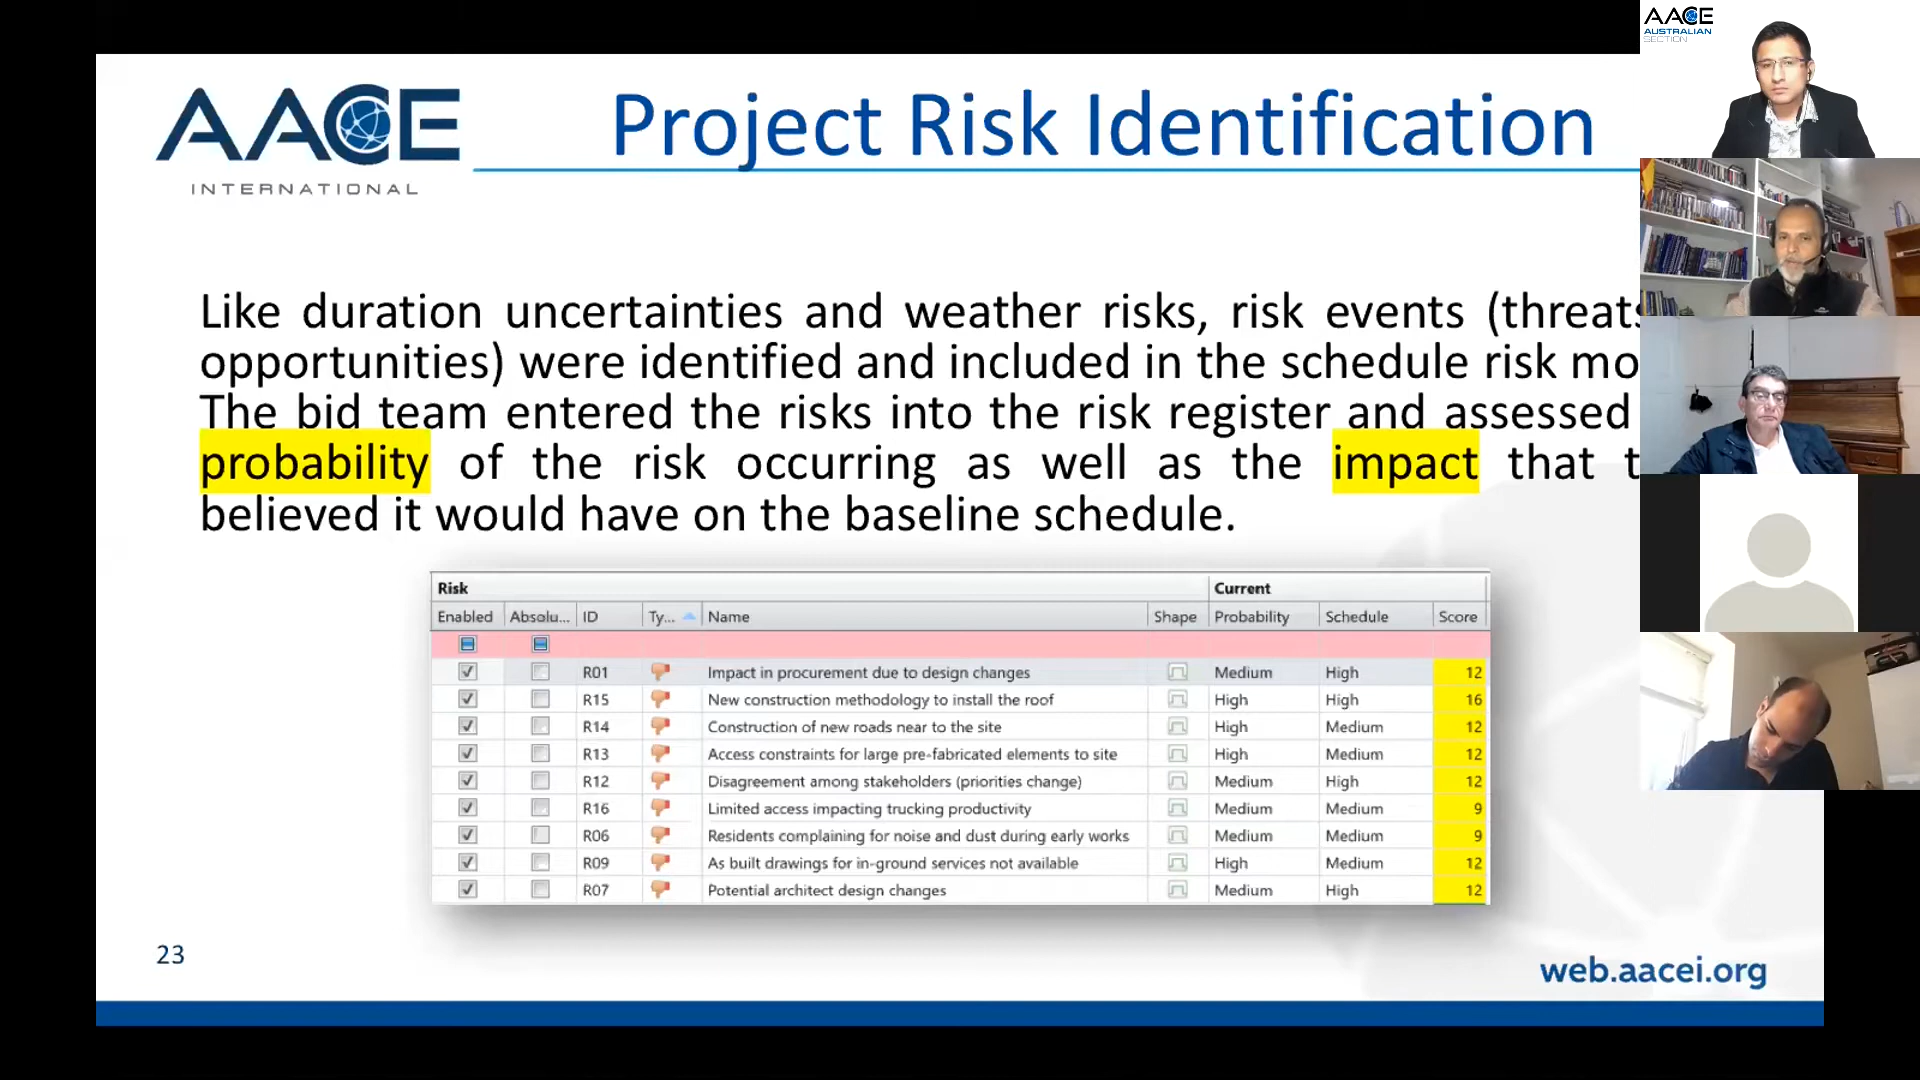 AACE
INTERNATIONAL
Project Risk Identification
Like duration uncertainties and weather risks, risk events (threats
opportunities) were identified and included in the schedule risk mo
The bid team entered the risks into the risk register and assessed
probability of the risk occurring as well as the impact that t
believed it would have on the baseline schedule.
Risk Current
Enabled Absolu... ID Ty... Name Shape Probability Schedule Score
R01 Impact in procurement due to design changes Medium High 12
R15 New construction methodology to install the roof High High 16
R14 Construction of new roads near to the site High Medium 12
R13 Access constraints for large pre-fabricated elements to site High Medium 12
R12 Disagreement among stakeholders (priorities change) Medium High 12
R16 Limited access impacting trucking productivity Medium Medium 9
R06 Residents complaining for noise and dust during early works Medium Medium 9
R09 As built drawings for in-ground services not available High Medium 12
R07 Potential architect design changes Medium High 12
23
web.aacei.org
AACE
AUSTRALIAN
SECTION